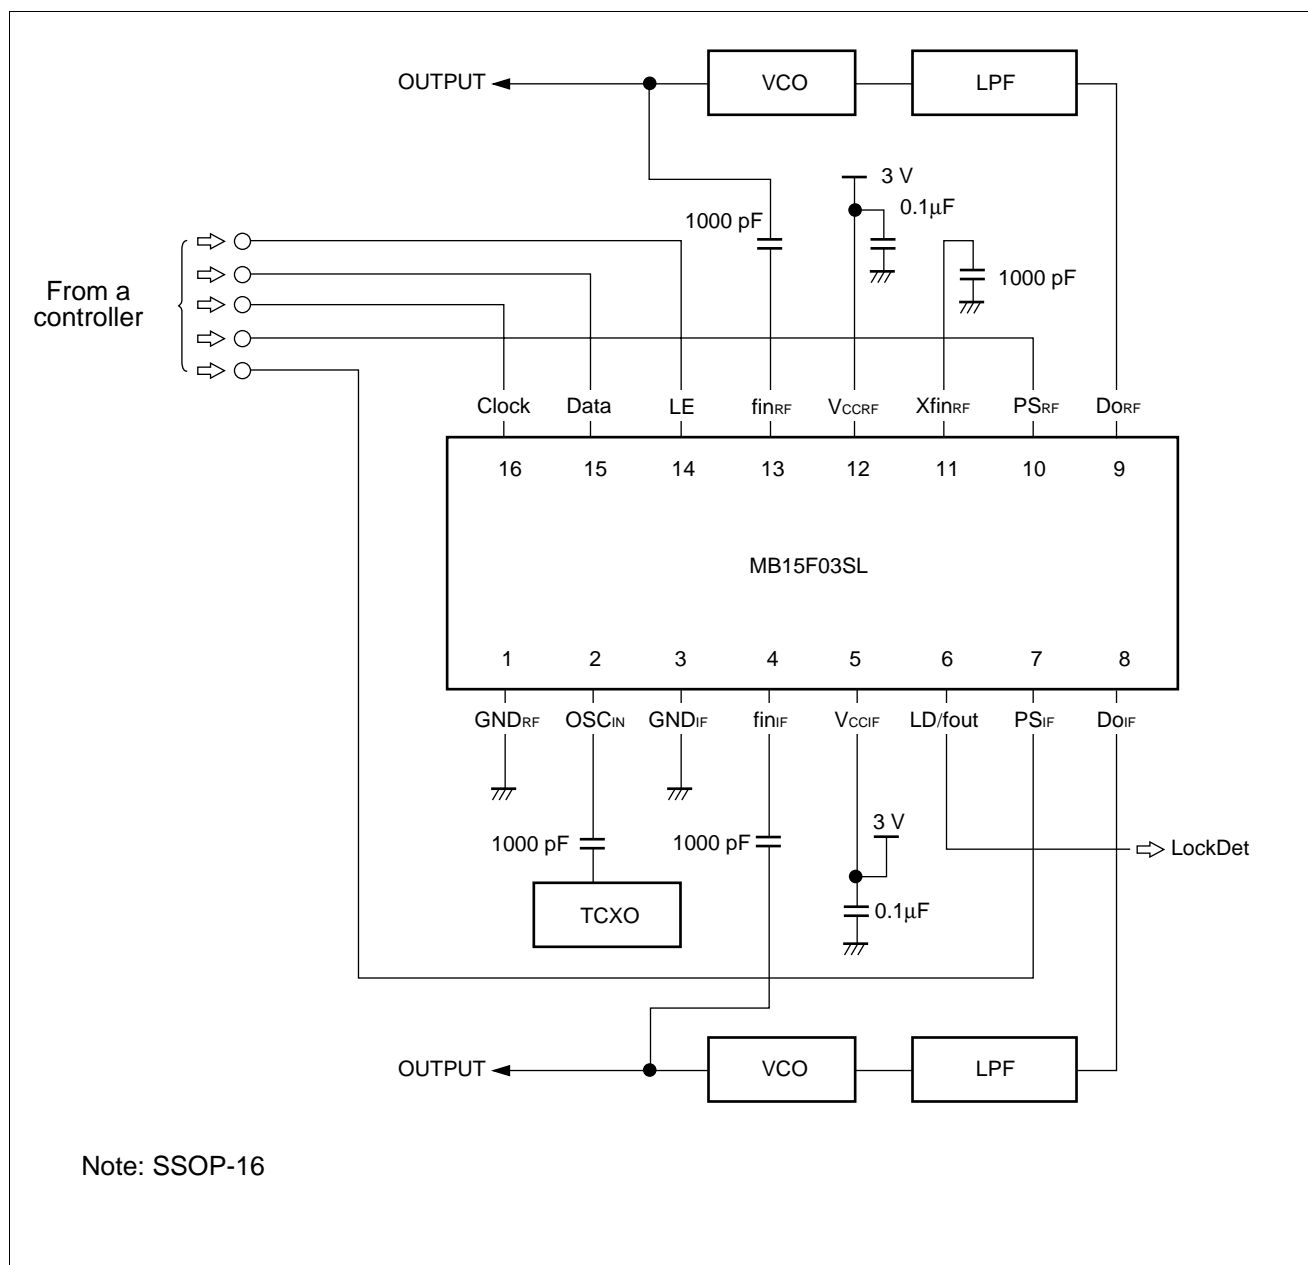 OUTPUT
VCO
LPF
3 V
0.1μF
1000 pF
1000 pF
From a
controller
Clock Data LE finRF VCCRF XfinRF PSRF DoRF
16 15 14 13 12 11 10 9
MB15F03SL
1 2 3 4 5 6 7 8
GNDRF OSCIN GNDIF finIF VCCIF LD/fout PSIF DoIF
3 V
1000 pF
1000 pF
LockDet
0.1μF
TCXO
OUTPUT
VCO
LPF
Note: SSOP-16